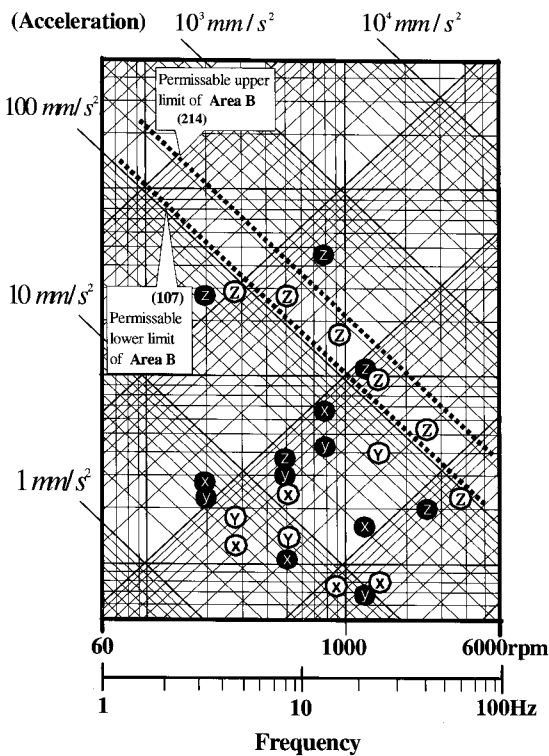 (Acceleration)
10³ mm/s²
10⁴ mm/s²
Permissable upper
limit of Area B
(214)
100 mm/s²
Z
Z
Z
Z
(107)
Permissable
lower limit
of Area B
10 mm/s²
Z
Z
Z
X
Z
X
Y
Z
X
y
X
Z
1 mm/s²
Z
y
Y
X
Y
X
X
X
X
y
60
1000
6000rpm
1
10
100Hz
Frequency